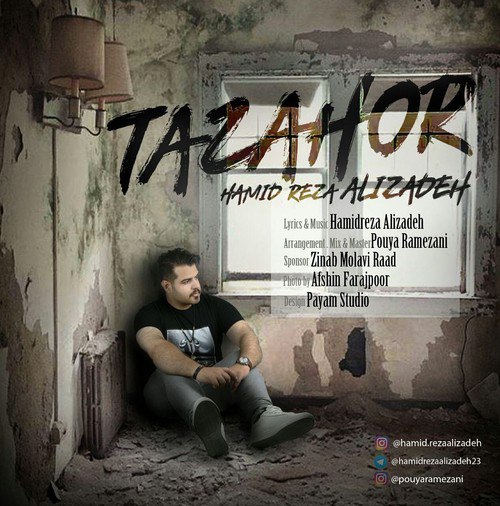 TAZAHOR
HAMID REZA ALIZADEH
Lyrics & Music Hamidreza Alizadeh
Arrangement . Mix & Master Pouya Ramezani
Sponsor Zinab Molavi Raad
Photo by Afshin Farajpoor
Design Payam Studio
@hamid.rezaalizadeh
@hamidrezaalizadeh23
@pouyaramezani